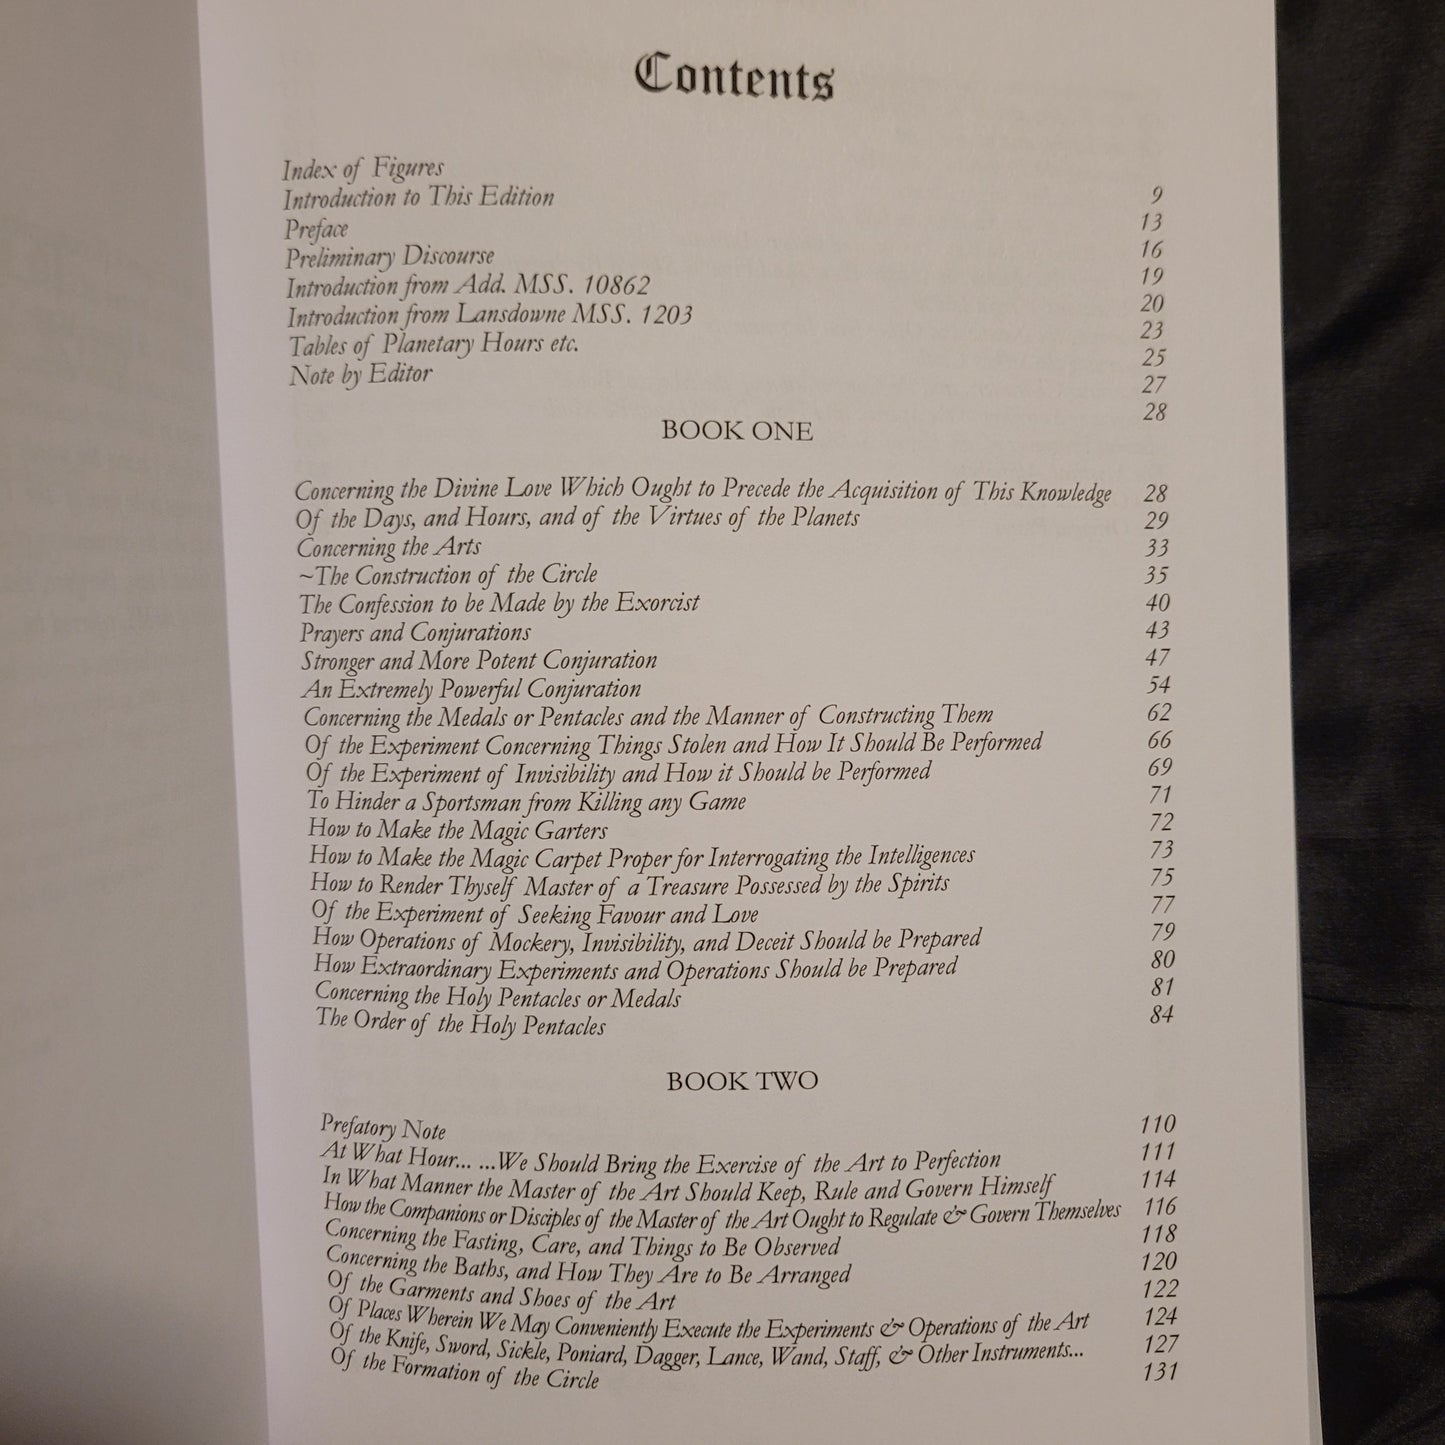 Contents
Index of Figures
Introduction to This Edition 9
Preface 13
Preliminary Discourse 16
Introduction from Add. MSS. 10862 19
Introduction from Lansdowne MSS. 1203 20
Tables of Planetary Hours etc. 23
Note by Editor 25
27
28
BOOK ONE
Concerning the Divine Love Which Ought to Precede the Acquisition of This Knowledge 28
Of the Days, and Hours, and of the Virtues of the Planets 29
Concerning the Arts 33
~The Construction of the Circle 35
The Confession to be Made by the Exorcist 40
Prayers and Conjurations 43
Stronger and More Potent Conjuration 47
An Extremely Powerful Conjuration 54
Concerning the Medals or Pentacles and the Manner of Constructing Them 62
Of the Experiment Concerning Things Stolen and How It Should Be Performed 66
Of the Experiment of Invisibility and How it Should be Performed 69
To Hinder a Sportsman from Killing any Game 71
How to Make the Magic Garters 72
How to Make the Magic Carpet Proper for Interrogating the Intelligences 73
How to Render Thyself Master of a Treasure Possessed by the Spirits 75
Of the Experiment of Seeking Favour and Love 77
How Operations of Mockery, Invisibility, and Deceit Should be Prepared 79
How Extraordinary Experiments and Operations Should be Prepared 80
Concerning the Holy Pentacles or Medals 81
The Order of the Holy Pentacles 84
BOOK TWO
Prefatory Note 110
At What Hour... ...We Should Bring the Exercise of the Art to Perfection 111
In What Manner the Master of the Art Should Keep, Rule and Govern Himself 114
How the Companions or Disciples of the Master of the Art Ought to Regulate & Govern Themselves 116
Concerning the Fasting, Care, and Things to Be Observed 118
Concerning the Baths, and How They Are to Be Arranged 120
Of the Garments and Shoes of the Art 122
Of Places Wherein We May Conveniently Execute the Experiments & Operations of the Art 124
Of the Knife, Sword, Sickle, Poniard, Dagger, Lance, Wand, Staff, & Other Instruments... 127
Of the Formation of the Circle 131